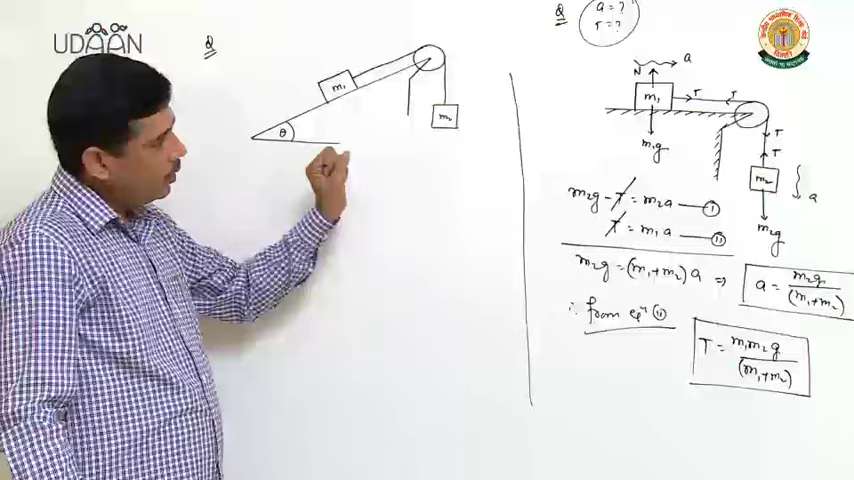 UDAAN
Q
m₁
m₂
θ
Q
a = ?
T = ?
a
N
m₁
T
T
T
T
m₁g
m₂
a
m₂g
m₂g - T = m₂a — (I)
T = m₁a — (II)
m₂g = (m₁+m₂) a ⇒ a = m₂g / (m₁+m₂)
∴ from eqⁿ (II)
T = m₁m₂g / (m₁+m₂)